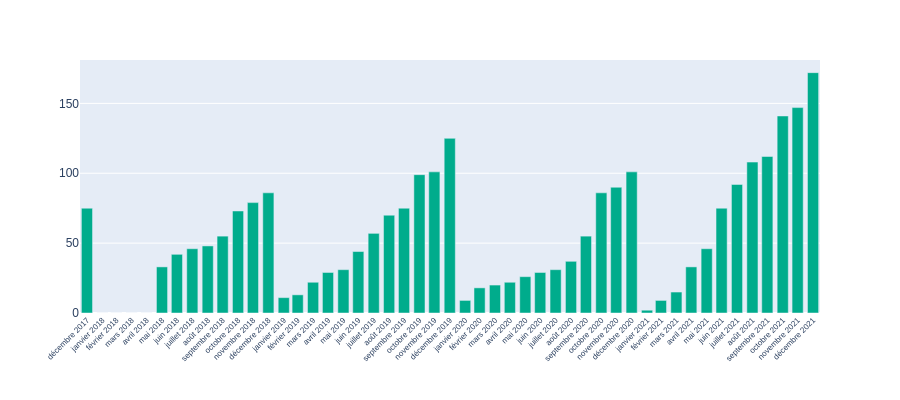 150
100
50
0
décembre 2017
janvier 2018
février 2018
mars 2018
avril 2018
mai 2018
juin 2018
juillet 2018
août 2018
septembre 2018
octobre 2018
novembre 2018
décembre 2018
janvier 2019
février 2019
mars 2019
avril 2019
mai 2019
juin 2019
juillet 2019
août 2019
septembre 2019
octobre 2019
novembre 2019
décembre 2019
janvier 2020
février 2020
mars 2020
avril 2020
mai 2020
juin 2020
juillet 2020
août 2020
septembre 2020
octobre 2020
novembre 2020
décembre 2020
janvier 2021
février 2021
mars 2021
avril 2021
mai 2021
juin 2021
juillet 2021
août 2021
septembre 2021
octobre 2021
novembre 2021
décembre 2021